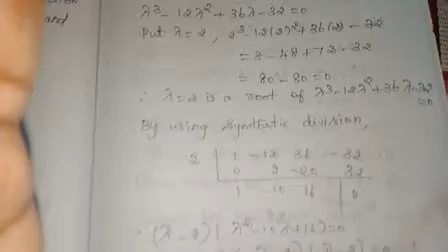 and
λ³-12λ²+36λ-32=0
Put λ=2, 2³-12(2)²+36(2)-32
= 8-48+72-32
= 80-80=0
∴ λ=2 is a root of λ³-12λ²+36λ-32
=0
By using synthetic division,
2 | 1 -12 36 -32
0 2 -20 32
1 -10 16 | 0
(λ-2)(λ²-10λ+16)=0